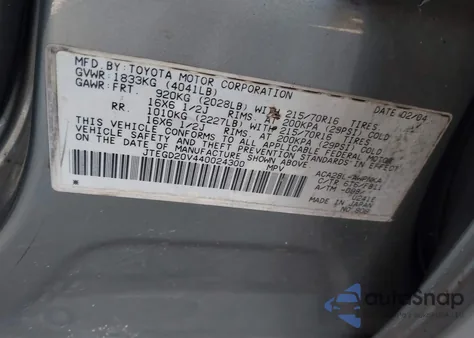 MFD.BY: TOYOTA MOTOR CORPORATION DATE: 02/04
GVWR: 1833KG (4041LB)
GAWR: FRT. 920KG (2028LB) WITH 215/70R16 TIRES
16X6 1/2J RIMS, AT 200KPA (29PSI) COLD
RR. 1010KG (2227LB) WITH 215/70R16 TIRES
16X6 1/2J RIMS, AT 200KPA (29PSI) COLD
THIS VEHICLE CONFORMS TO ALL APPLICABLE FEDERAL MOTOR
VEHICLE SAFETY, BUMPER, AND THEFT PREVENTION STANDARDS IN EFFECT
ON THE DATE OF MANUFACTURE SHOWN ABOVE.
JTEGD20V440024300 MPV
C/TR:
A/TM
MADE IN JAPAN
AutoSnap